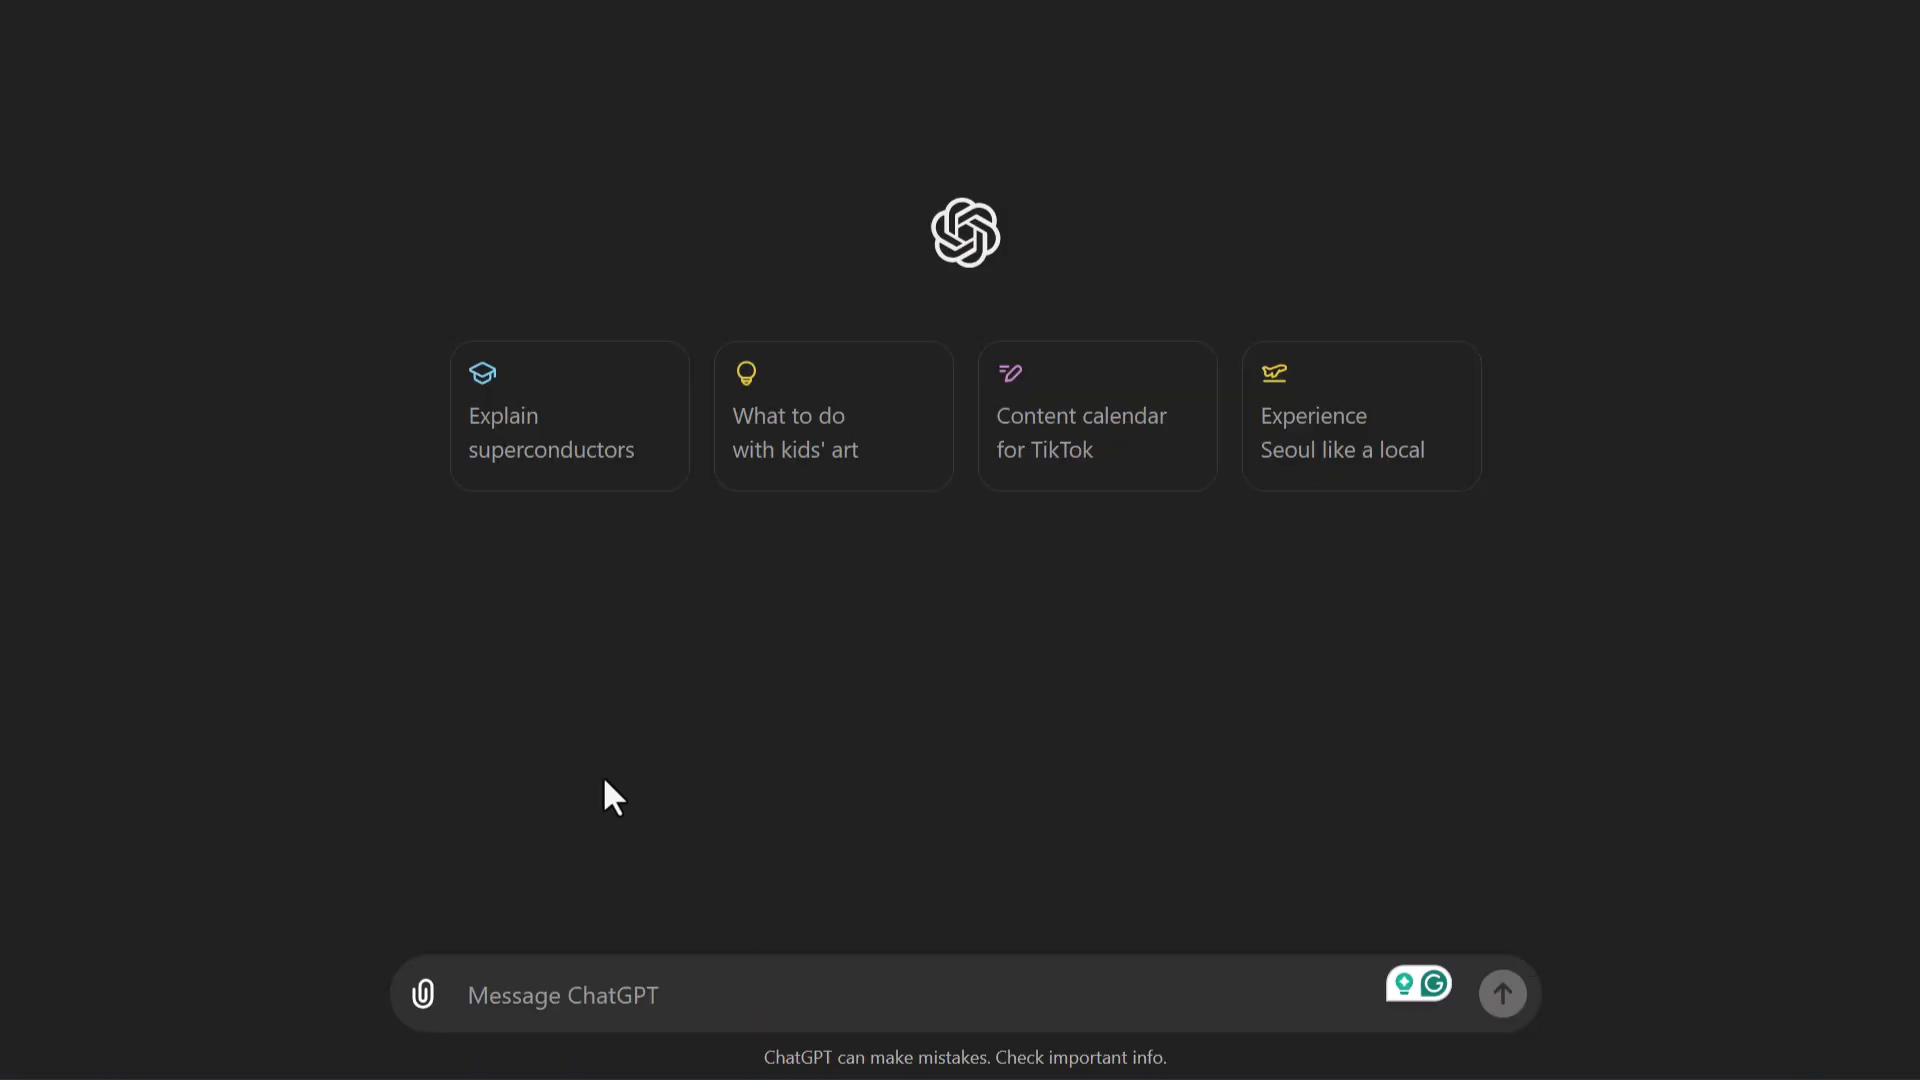 Explain
superconductors
What to do
with kids' art
Content calendar
for TikTok
Experience
Seoul like a local
Message ChatGPT
ChatGPT can make mistakes. Check important info.